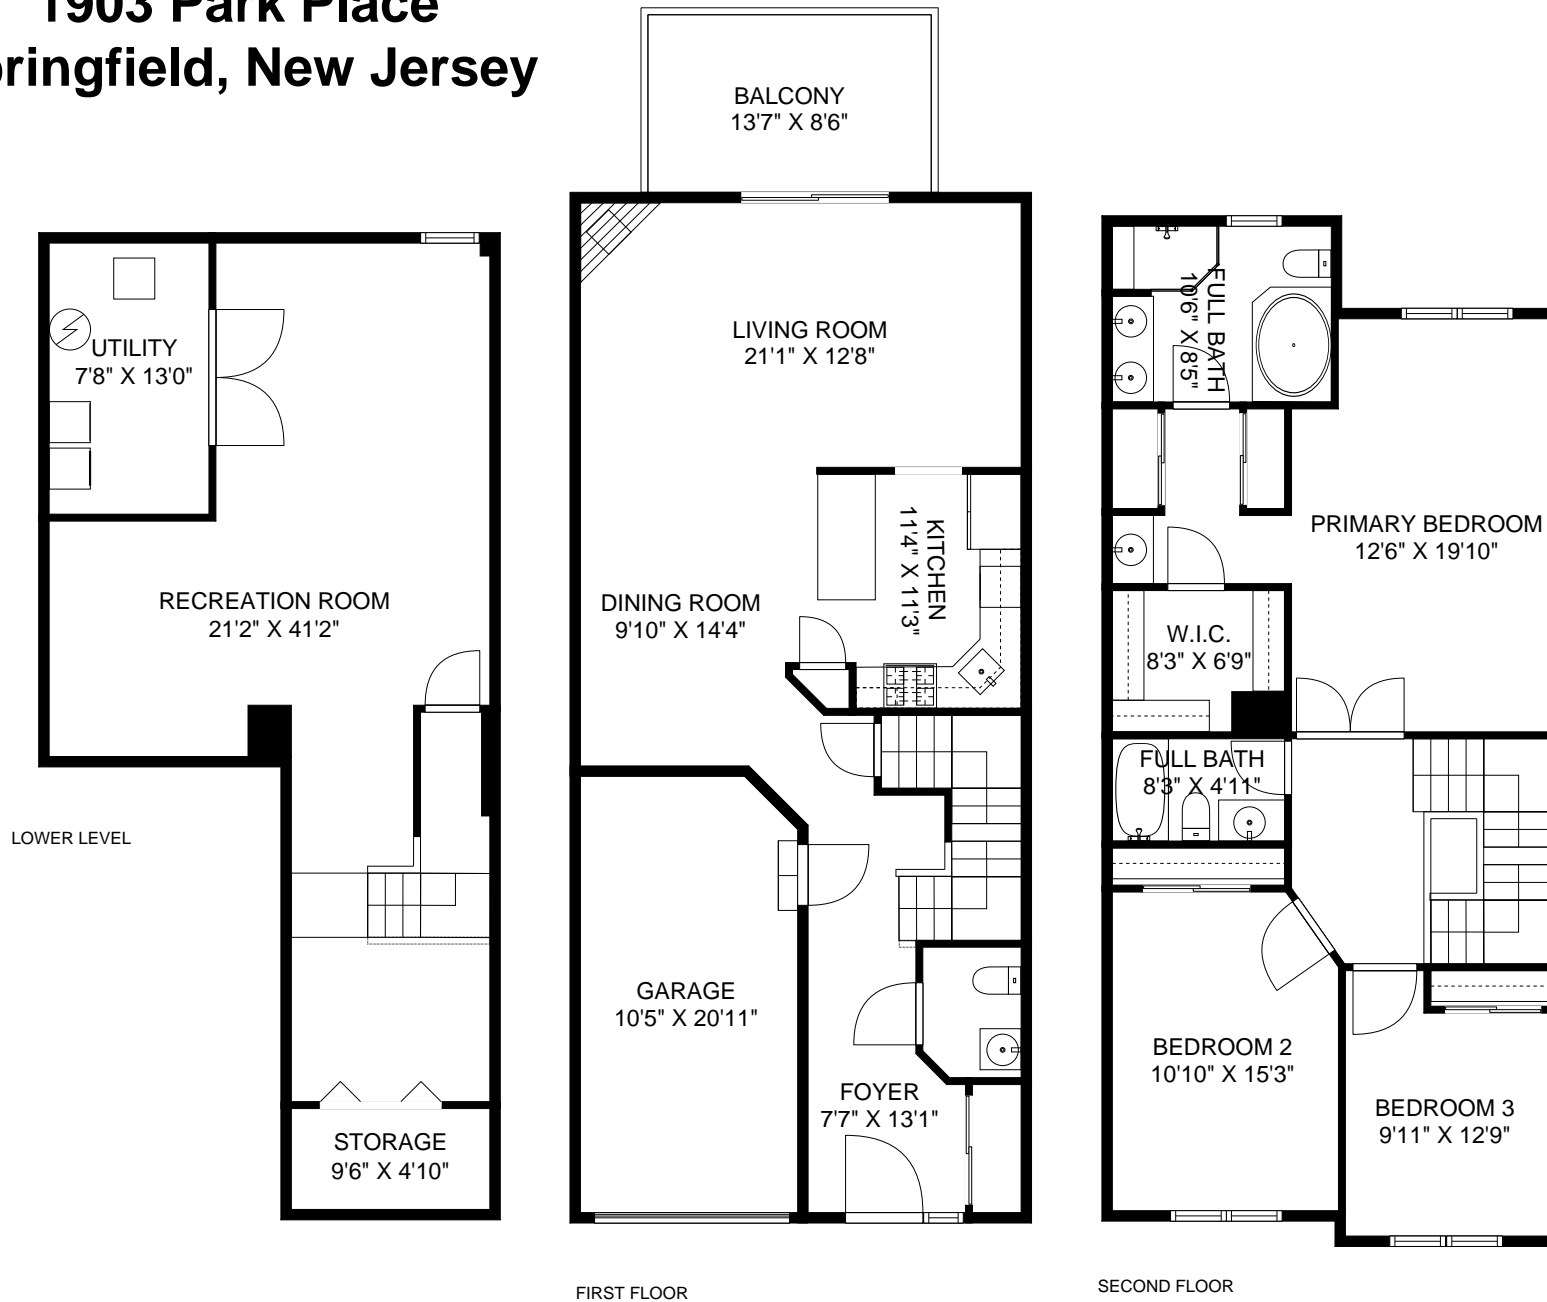 1903 Park Place
pringfield, New Jersey
BALCONY
13'7" X 8'6"
UTILITY
7'8" X 13'0"
RECREATION ROOM
21'2" X 41'2"
STORAGE
9'6" X 4'10"
LOWER LEVEL
LIVING ROOM
21'1" X 12'8"
KITCHEN
11'4" X 11'3"
DINING ROOM
9'10" X 14'4"
GARAGE
10'5" X 20'11"
FOYER
7'7" X 13'1"
FIRST FLOOR
FULL BATH
10'6" X 8'5"
PRIMARY BEDROOM
12'6" X 19'10"
W.I.C.
8'3" X 6'9"
FULL BATH
8'3" X 4'11"
BEDROOM 2
10'10" X 15'3"
BEDROOM 3
9'11" X 12'9"
SECOND FLOOR